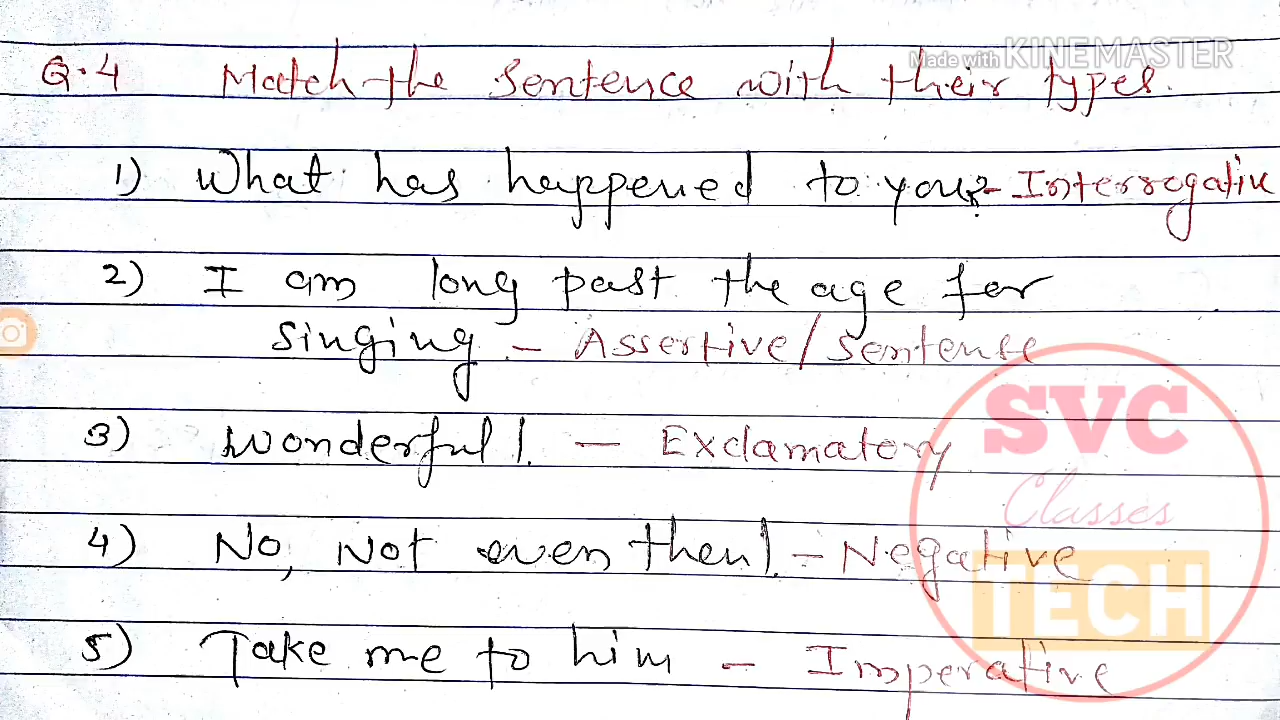 Made with KINEMASTER
Q.4 Match the Sentence with their types.
1) What has happened to you? - Interrogativ
2) I am long past the age for
singing - Assertive/Sentense
3) Wonderful! - Exclamatory
4) No, Not even then! - Negative
5) Take me to him - Imperative
SVC
Classes
TECH